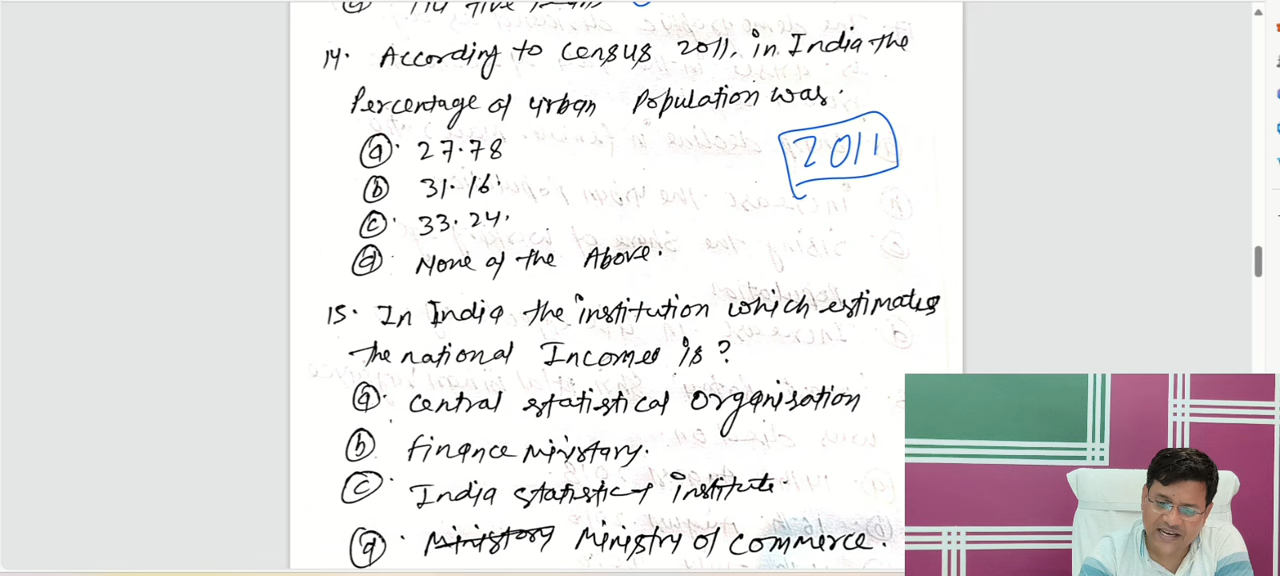 14. According to Census 2011, in India the
Percentage of urban Population was.
(a). 27.78
(b) 31.16.
2011
(c). 33.24.
(d). None of the Above.
15. In India the institution which estimates
the national Income is?
(a). central statistical organisation
(b) finance ministary.
(c). India statistict institute.
(d). Ministry of commerce.